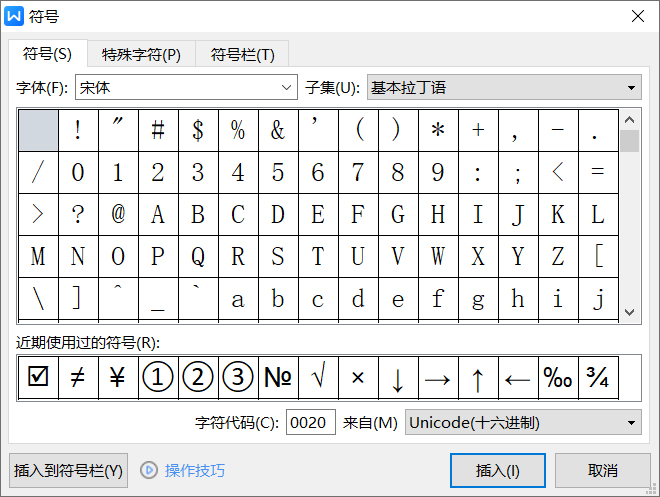 符号
符号(S) 特殊字符(P) 符号栏(T)
字体(F): 宋体 子集(U): 基本拉丁语
! " # $ % & ' ( ) * + , - .
/ 0 1 2 3 4 5 6 7 8 9 : ; < =
> ? @ A B C D E F G H I J K L
M N O P Q R S T U V W X Y Z [
\ ] ^ _ ` a b c d e f g h i j
近期使用过的符号(R):
☑ ≠ ¥ ① ② ③ № √ × ↓ → ↑ ← ‰ ¾
字符代码(C): 0020 来自(M) Unicode(十六进制)
插入到符号栏(Y) 操作技巧 插入(I) 取消